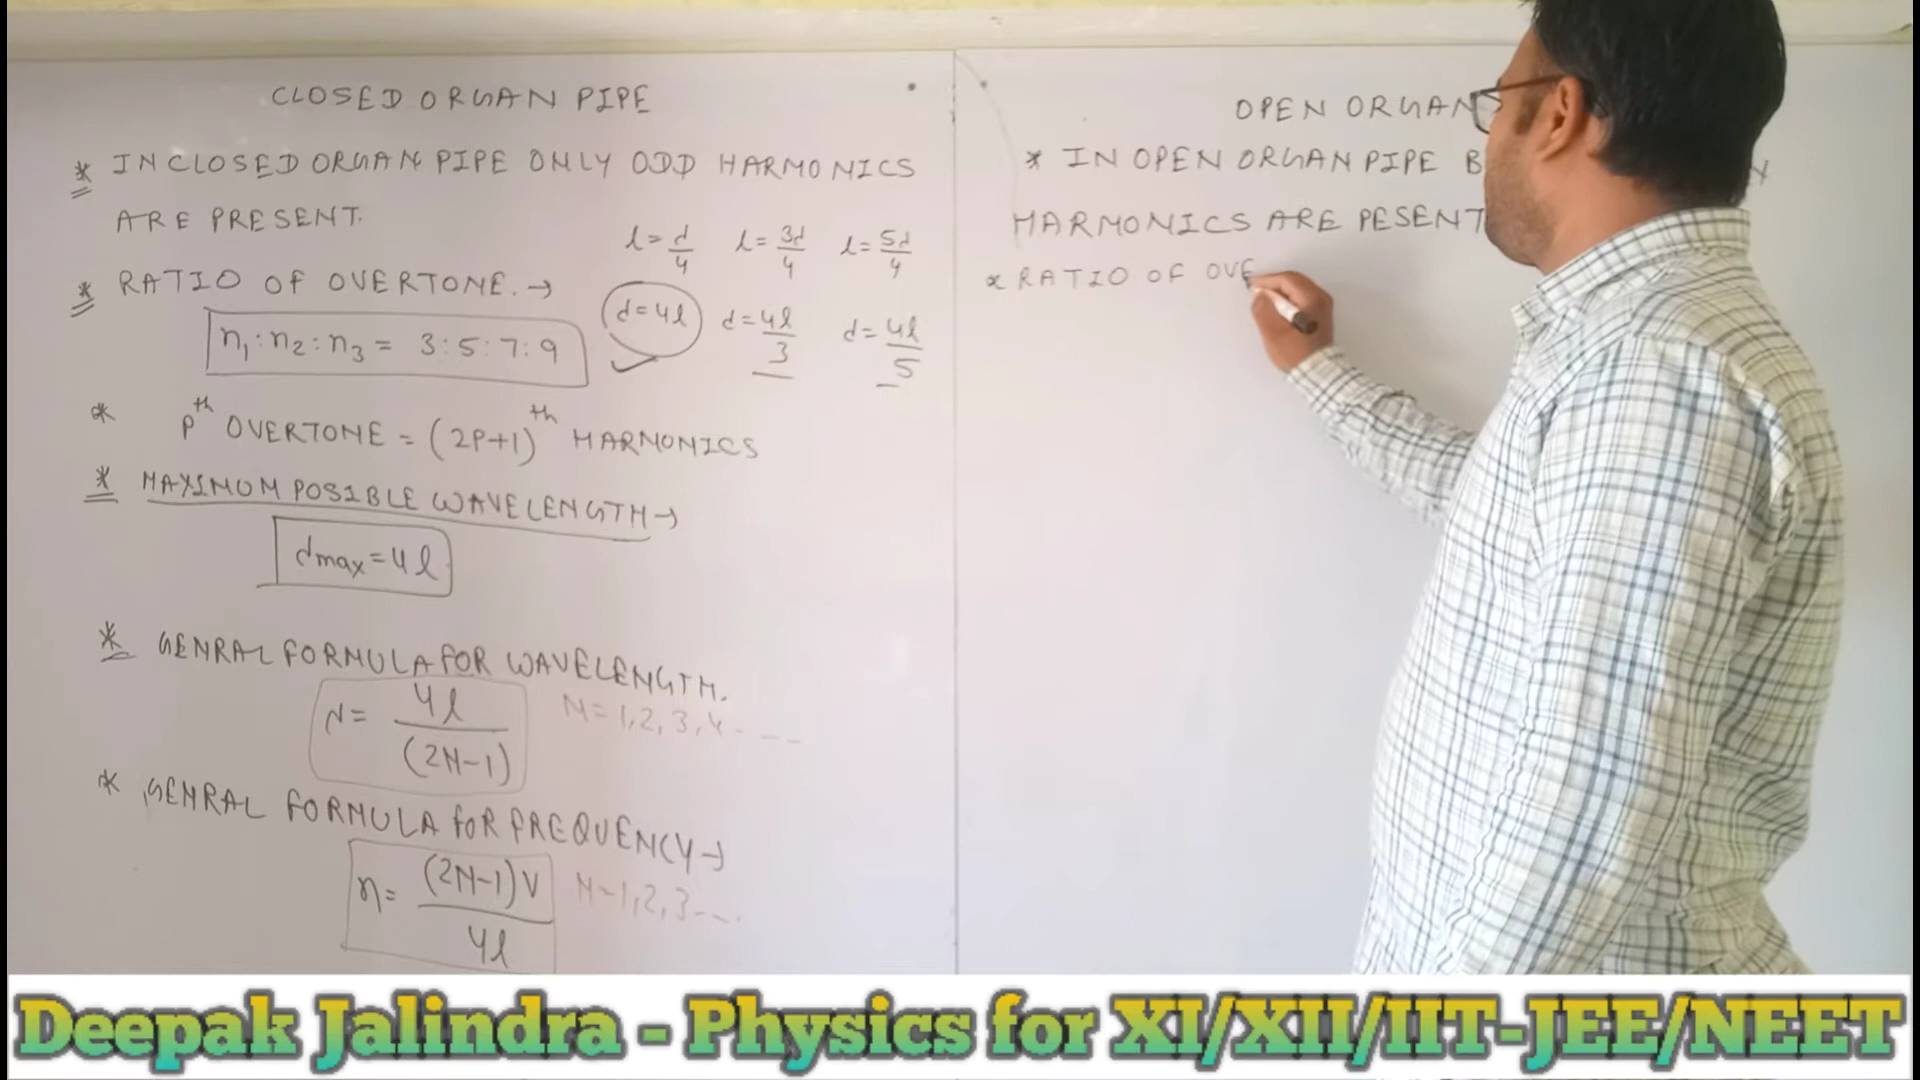 CLOSED ORGAN PIPE
* IN CLOSED ORGAN PIPE ONLY ODD HARMONICS
ARE PRESENT.
l=λ/4 l=3λ/4 l=5λ/4
* RATIO OF OVERTONE. →
λ=4l λ=4l/3 λ=4l/5
n₁:n₂:n₃= 3:5:7:9
* Pᵗʰ OVERTONE = (2P+1)ᵗʰ HARMONICS
* MAXIMUM POSIBLE WAVELENGTH→
λmax=4l
* GENRAL FORMULA FOR WAVELENGTH.
λ= 4l/(2N-1) N=1,2,3,4- - -
* GENRAL FORMULA FOR FREQUENCY→
n= (2N-1)V/4l N=1,2,3---.
OPEN ORGAN
* IN OPEN ORGAN PIPE
HARMONICS ARE PESENT
* RATIO OF OVE
Deepak Jalindra - Physics for XI/XII/IIT-JEE/NEET